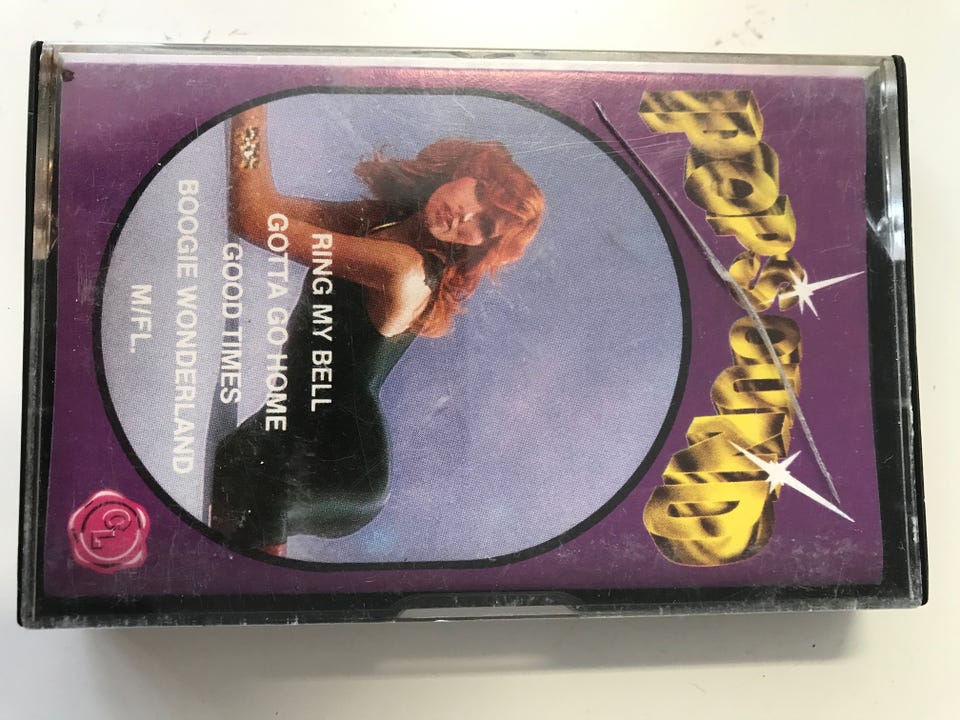 POP SOUND
RING MY BELL
GOTTA GO HOME
GOOD TIMES
BOOGIE WONDERLAND
M/FL.
GL